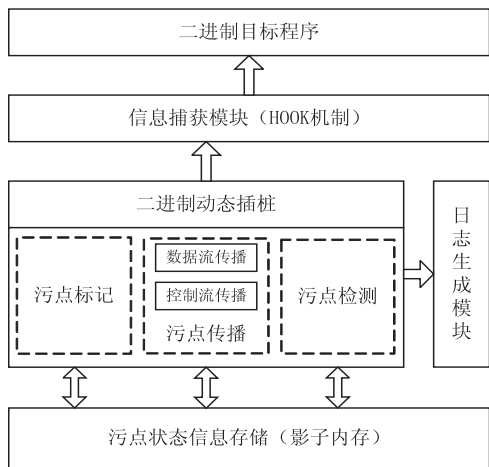 二进制目标程序
信息捕获模块（HOOK机制）
二进制动态插桩
污点标记
数据流传播
控制流传播
污点传播
污点检测
日
志
生
成
模
块
污点状态信息存储（影子内存）